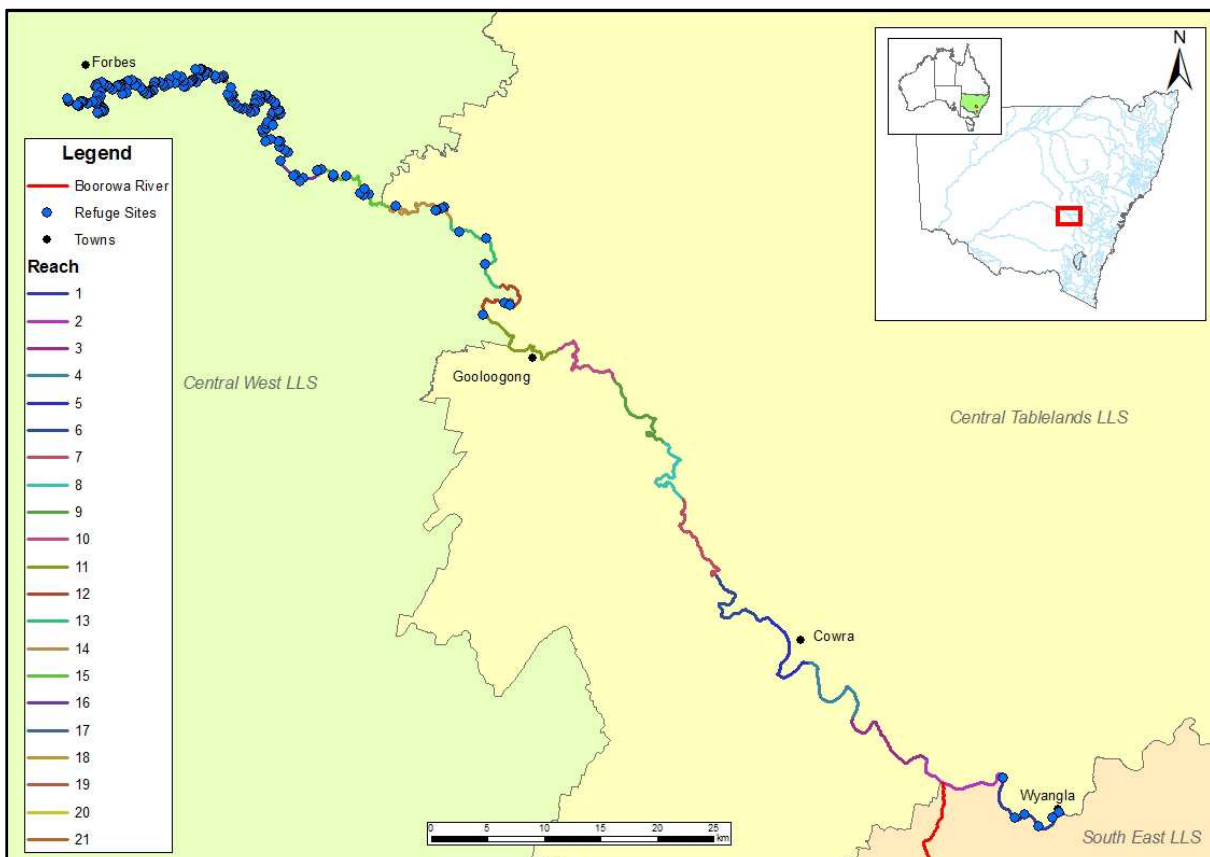 Forbes
N
Legend
Boorowa River
Refuge Sites
Towns
Reach
1
2
3
4
5
6
7
8
9
10
11
12
13
14
15
16
17
18
19
20
21
Gooloogong
Central West LLS
Central Tablelands LLS
Cowra
Wyangla
South East LLS
0 5 10 15 20 25
km